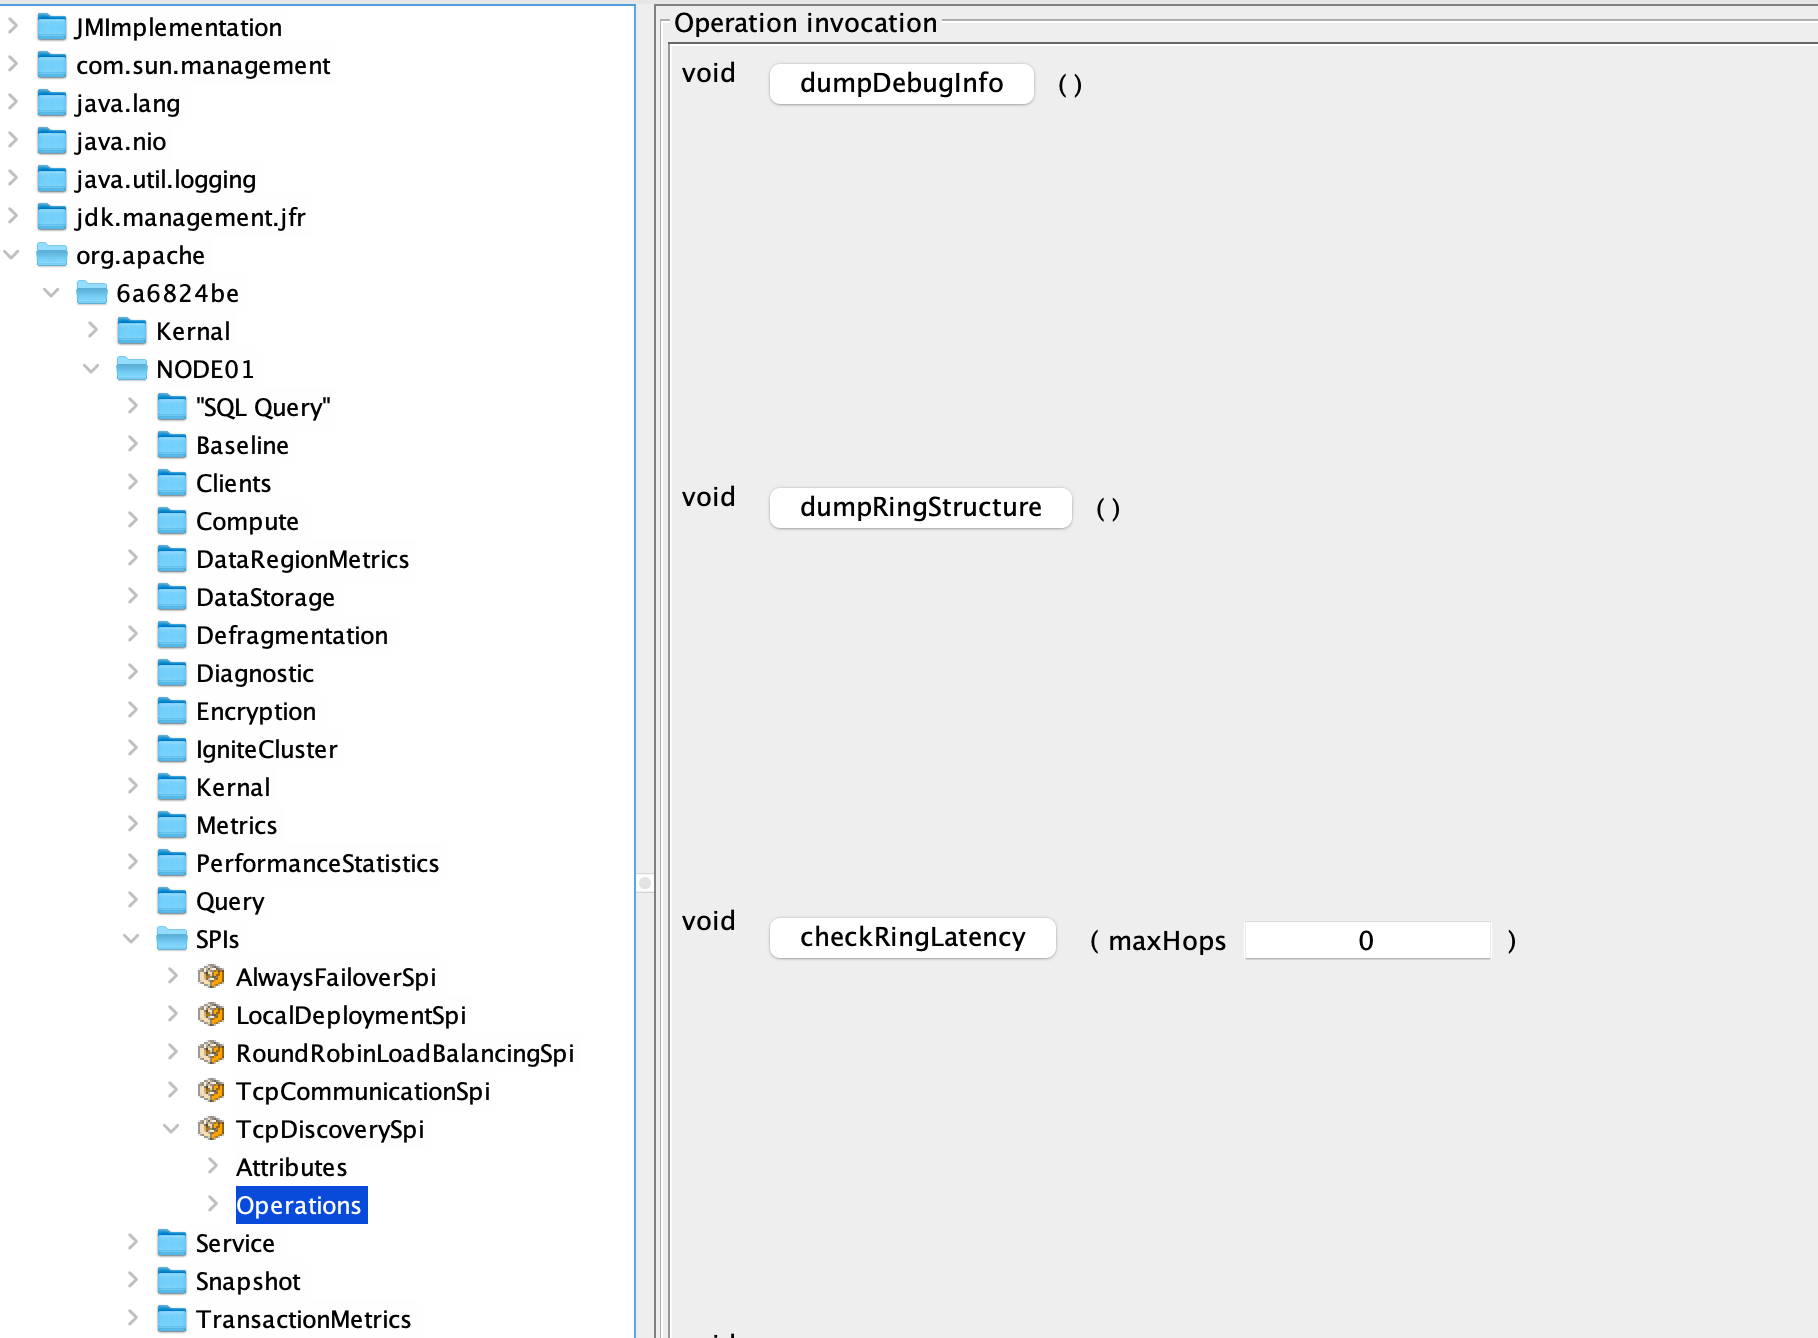 JMImplementation
com.sun.management
java.lang
java.nio
java.util.logging
jdk.management.jfr
org.apache
6a6824be
Kernal
NODE01
"SQL Query"
Baseline
Clients
Compute
DataRegionMetrics
DataStorage
Defragmentation
Diagnostic
Encryption
IgniteCluster
Kernal
Metrics
PerformanceStatistics
Query
SPIs
AlwaysFailoverSpi
LocalDeploymentSpi
RoundRobinLoadBalancingSpi
TcpCommunicationSpi
TcpDiscoverySpi
Attributes
Operations
Service
Snapshot
TransactionMetrics
Operation invocation
void dumpDebugInfo ()
void dumpRingStructure ()
void checkRingLatency ( maxHops 0 )